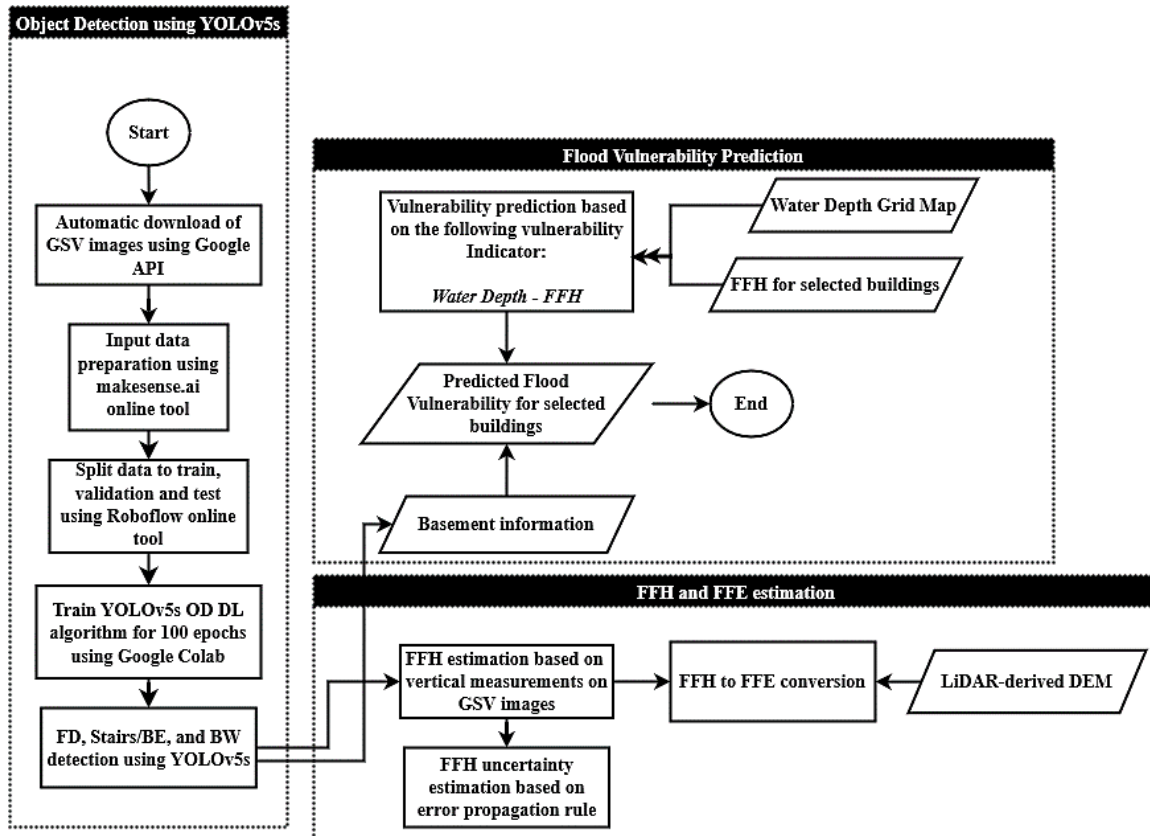 Object Detection using YOLOv5s
Start
Automatic download of
GSV images using Google
API
Input data
preparation using
makesense.ai
online tool
Split data to train,
validation and test
using Roboflow online
tool
Train YOLOv5s OD DL
algorithm for 100 epochs
using Google Colab
FD, Stairs/BE, and BW
detection using YOLOv5s
Flood Vulnerability Prediction
Vulnerability prediction based
on the following vulnerability
Indicator:
Water Depth - FFH
Water Depth Grid Map
FFH for selected buildings
Predicted Flood
Vulnerability for selected
buildings
End
Basement information
FFH and FFE estimation
FFH estimation based on
vertical measurements on
GSV images
FFH to FFE conversion
LiDAR-derived DEM
FFH uncertainty
estimation based on
error propagation rule